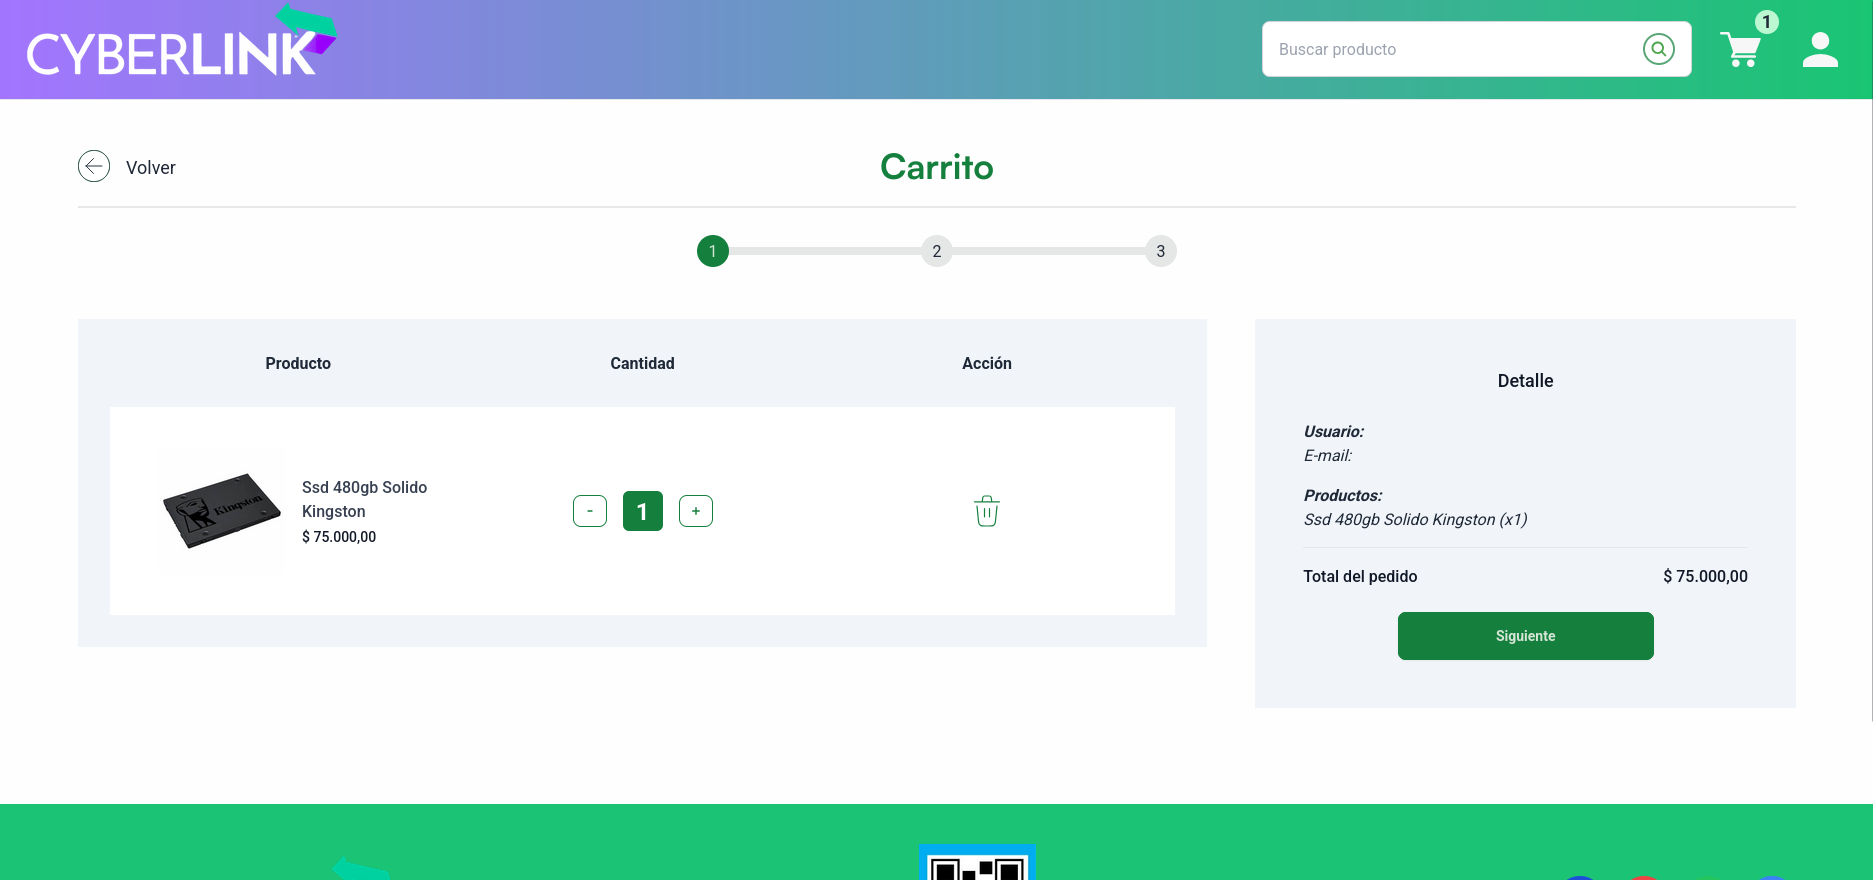 CYBERLINK
Buscar producto
1
Volver
Carrito
1
2
3
Producto
Cantidad
Acción
Kingston
Ssd 480gb Solido
Kingston
$ 75.000,00
-
1
+
Detalle
Usuario:
E-mail:
Productos:
Ssd 480gb Solido Kingston (x1)
Total del pedido
$ 75.000,00
Siguiente